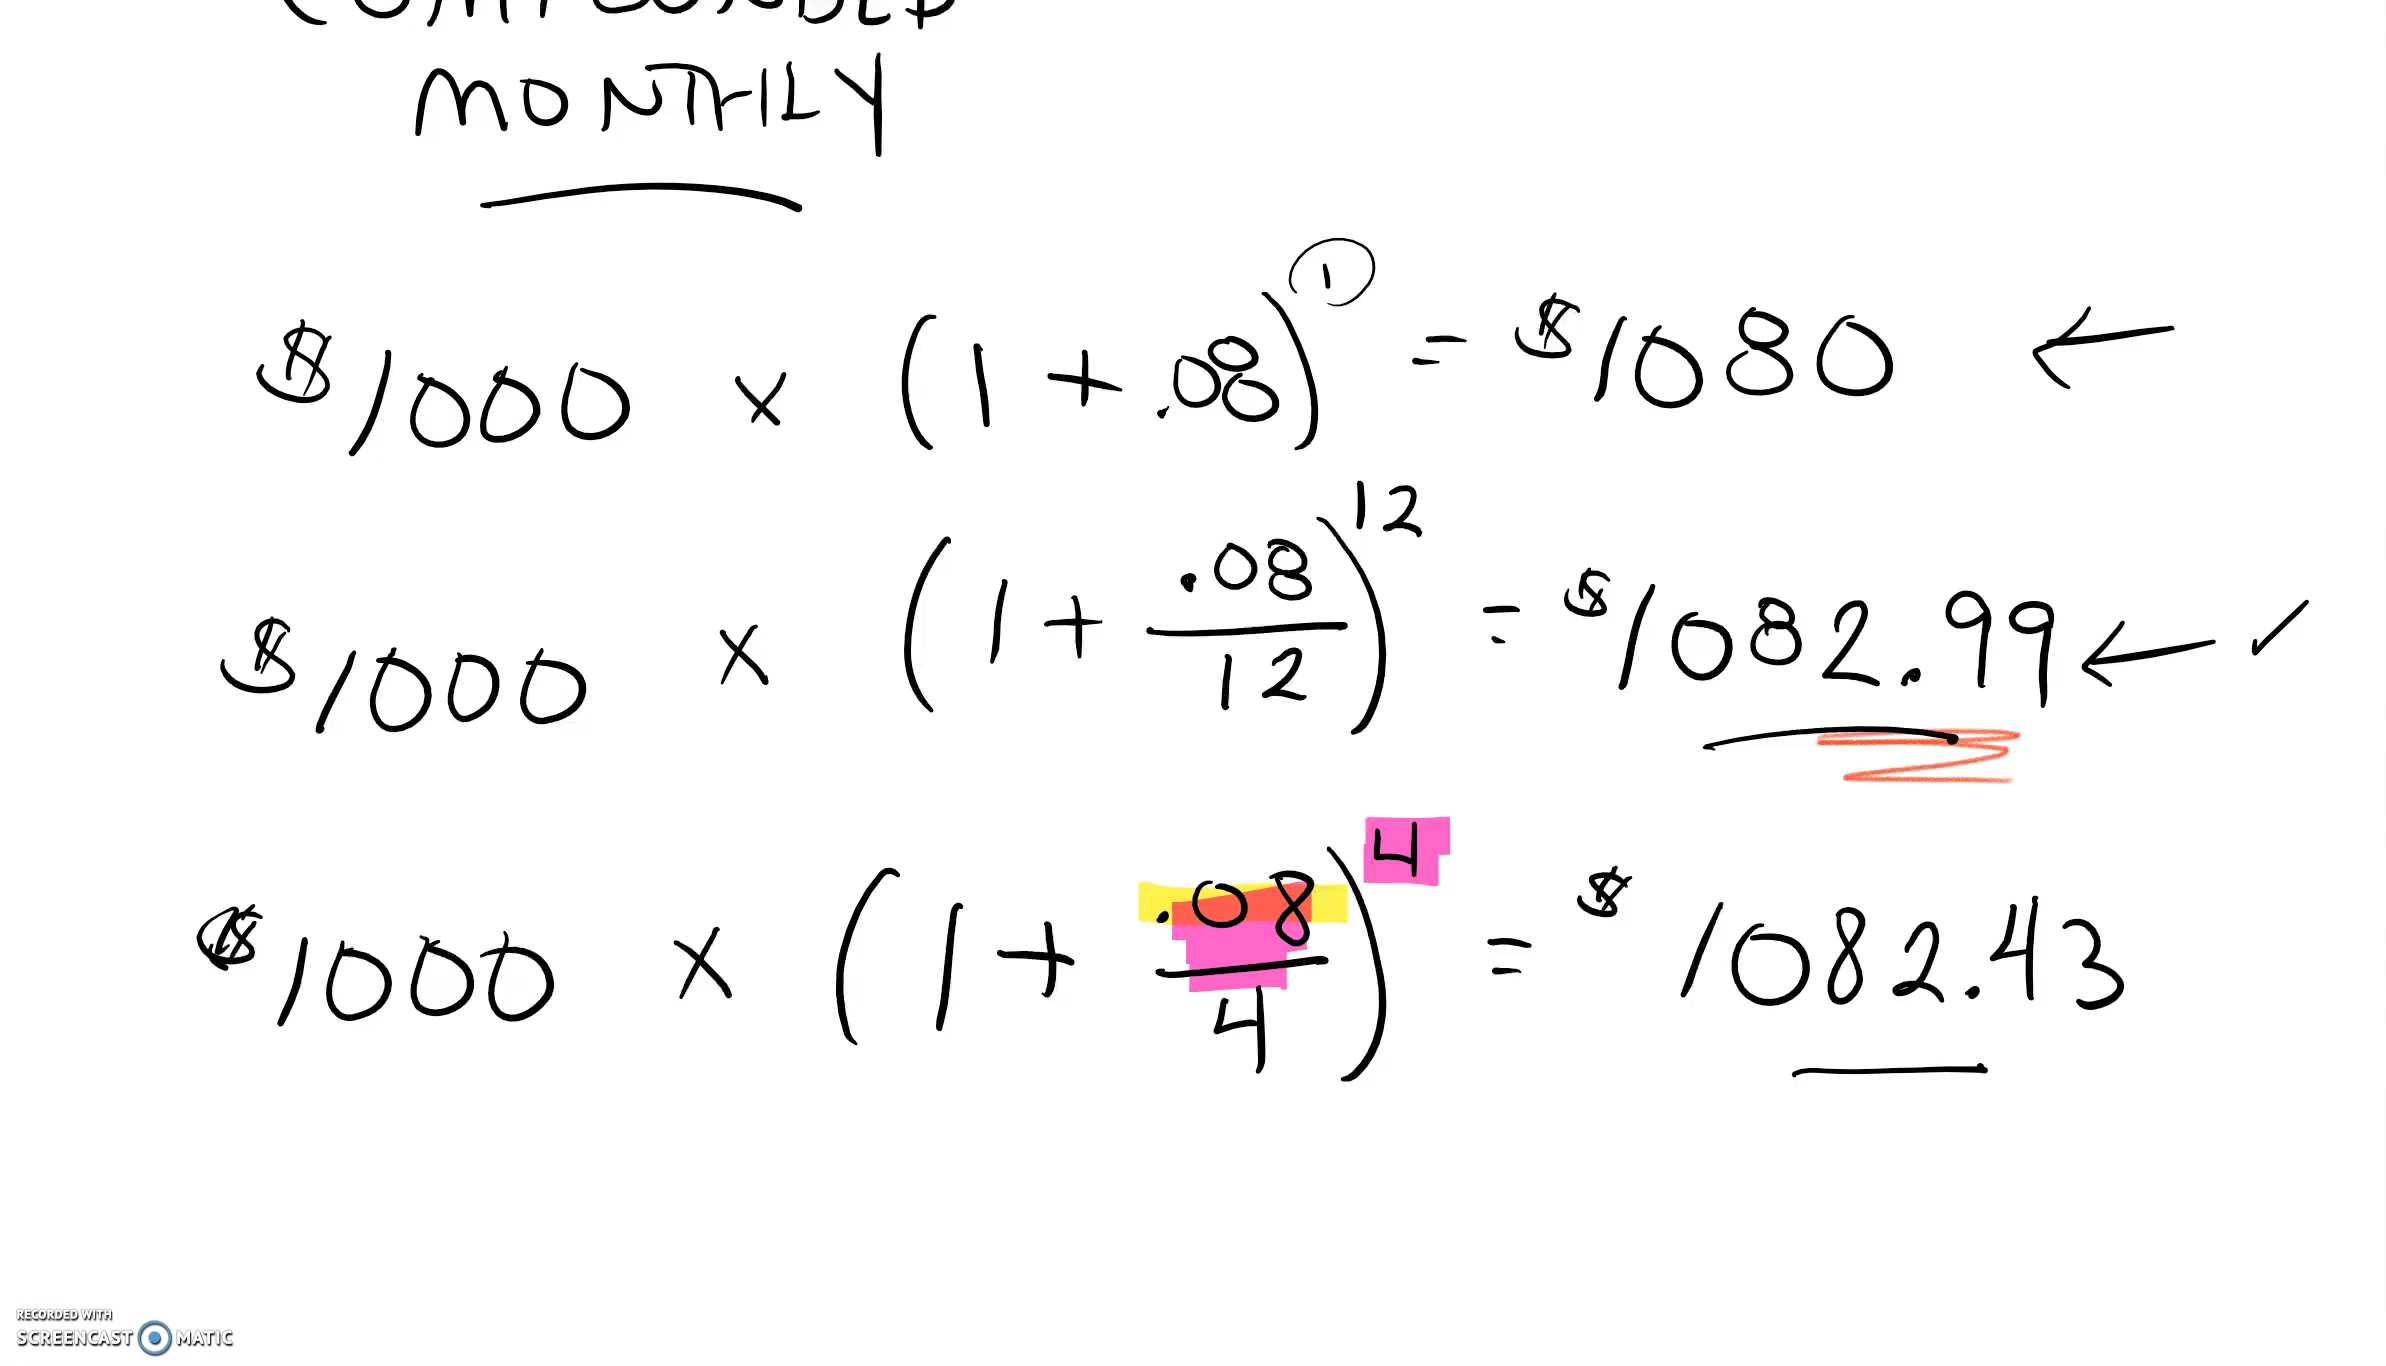 COMPOUNDED
MONTHLY
$1000 x (1 + .08)^1 = $1080 ←
$1000 x (1 + .08/12)^12 = $1082.99 ← ✓
$1000 x (1 + .08/4)^4 = $1082.43
RECORDED WITH
SCREENCAST MATIC